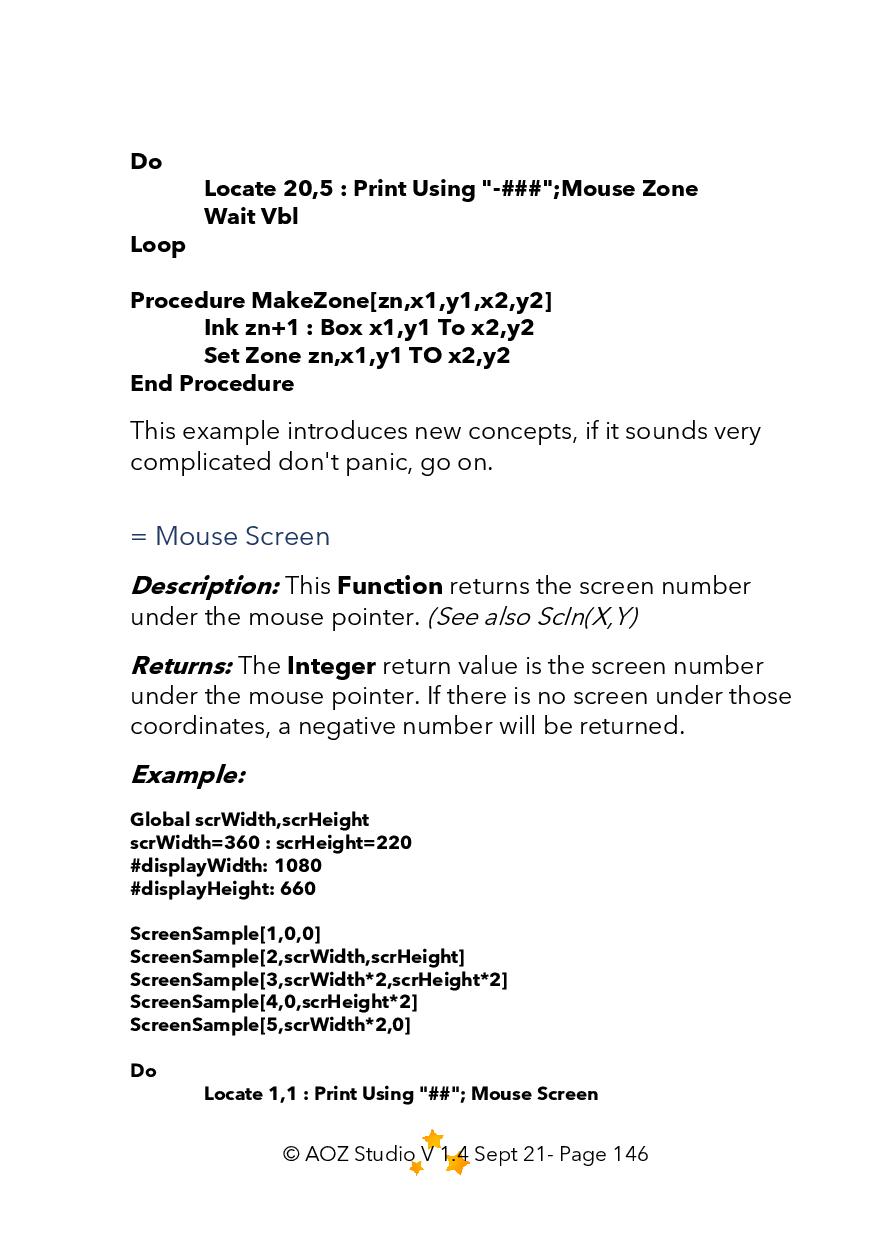 Do
Locate 20,5 : Print Using "-###";Mouse Zone
Wait Vbl
Loop
Procedure MakeZone[zn,x1,y1,x2,y2]
Ink zn+1 : Box x1,y1 To x2,y2
Set Zone zn,x1,y1 TO x2,y2
End Procedure
This example introduces new concepts, if it sounds very
complicated don't panic, go on.
= Mouse Screen
Description: This Function returns the screen number
under the mouse pointer. (See also ScIn(X,Y)
Returns: The Integer return value is the screen number
under the mouse pointer. If there is no screen under those
coordinates, a negative number will be returned.
Example:
Global scrWidth,scrHeight
scrWidth=360 : scrHeight=220
#displayWidth: 1080
#displayHeight: 660
ScreenSample[1,0,0]
ScreenSample[2,scrWidth,scrHeight]
ScreenSample[3,scrWidth*2,scrHeight*2]
ScreenSample[4,0,scrHeight*2]
ScreenSample[5,scrWidth*2,0]
Do
Locate 1,1 : Print Using "##"; Mouse Screen
© AOZ Studio V 1.4 Sept 21- Page 146